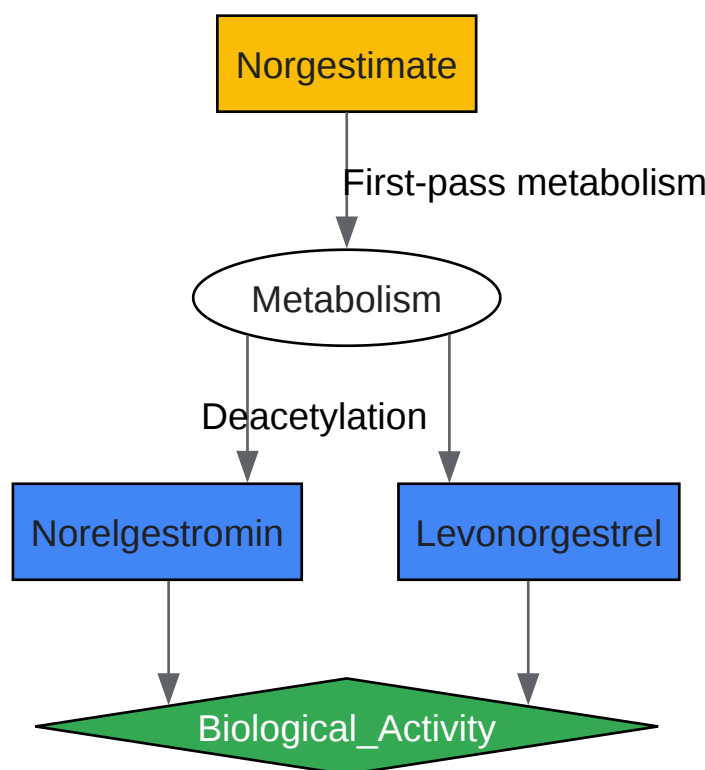 Norgestimate
First-pass metabolism
Metabolism
Deacetylation
Norelgestromin
Levonorgestrel
Biological_Activity